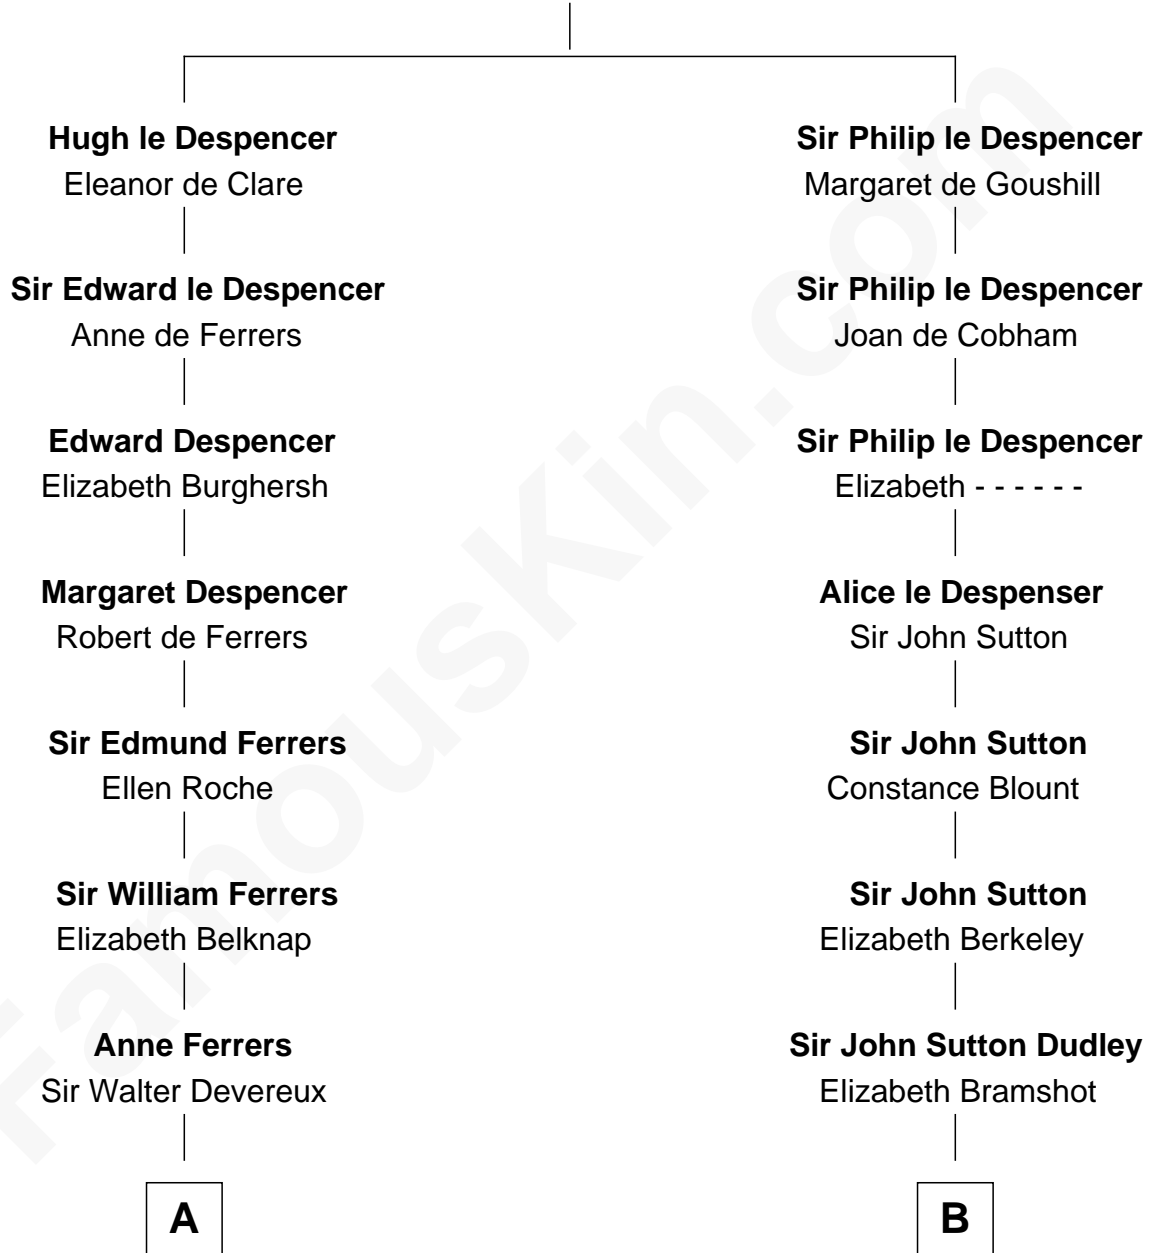 Hugh le Despencer
Eleanor de Clare
Sir Edward le Despencer
Anne de Ferrers
Edward Despencer
Elizabeth Burghersh
Margaret Despencer
Robert de Ferrers
Sir Edmund Ferrers
Ellen Roche
Sir William Ferrers
Elizabeth Belknap
Anne Ferrers
Sir Walter Devereux
A
Sir Philip le Despencer
Margaret de Goushill
Sir Philip le Despencer
Joan de Cobham
Sir Philip le Despencer
Elizabeth - - - - - -
Alice le Despenser
Sir John Sutton
Sir John Sutton
Constance Blount
Sir John Sutton
Elizabeth Berkeley
Sir John Sutton Dudley
Elizabeth Bramshot
B
FamousKin.com